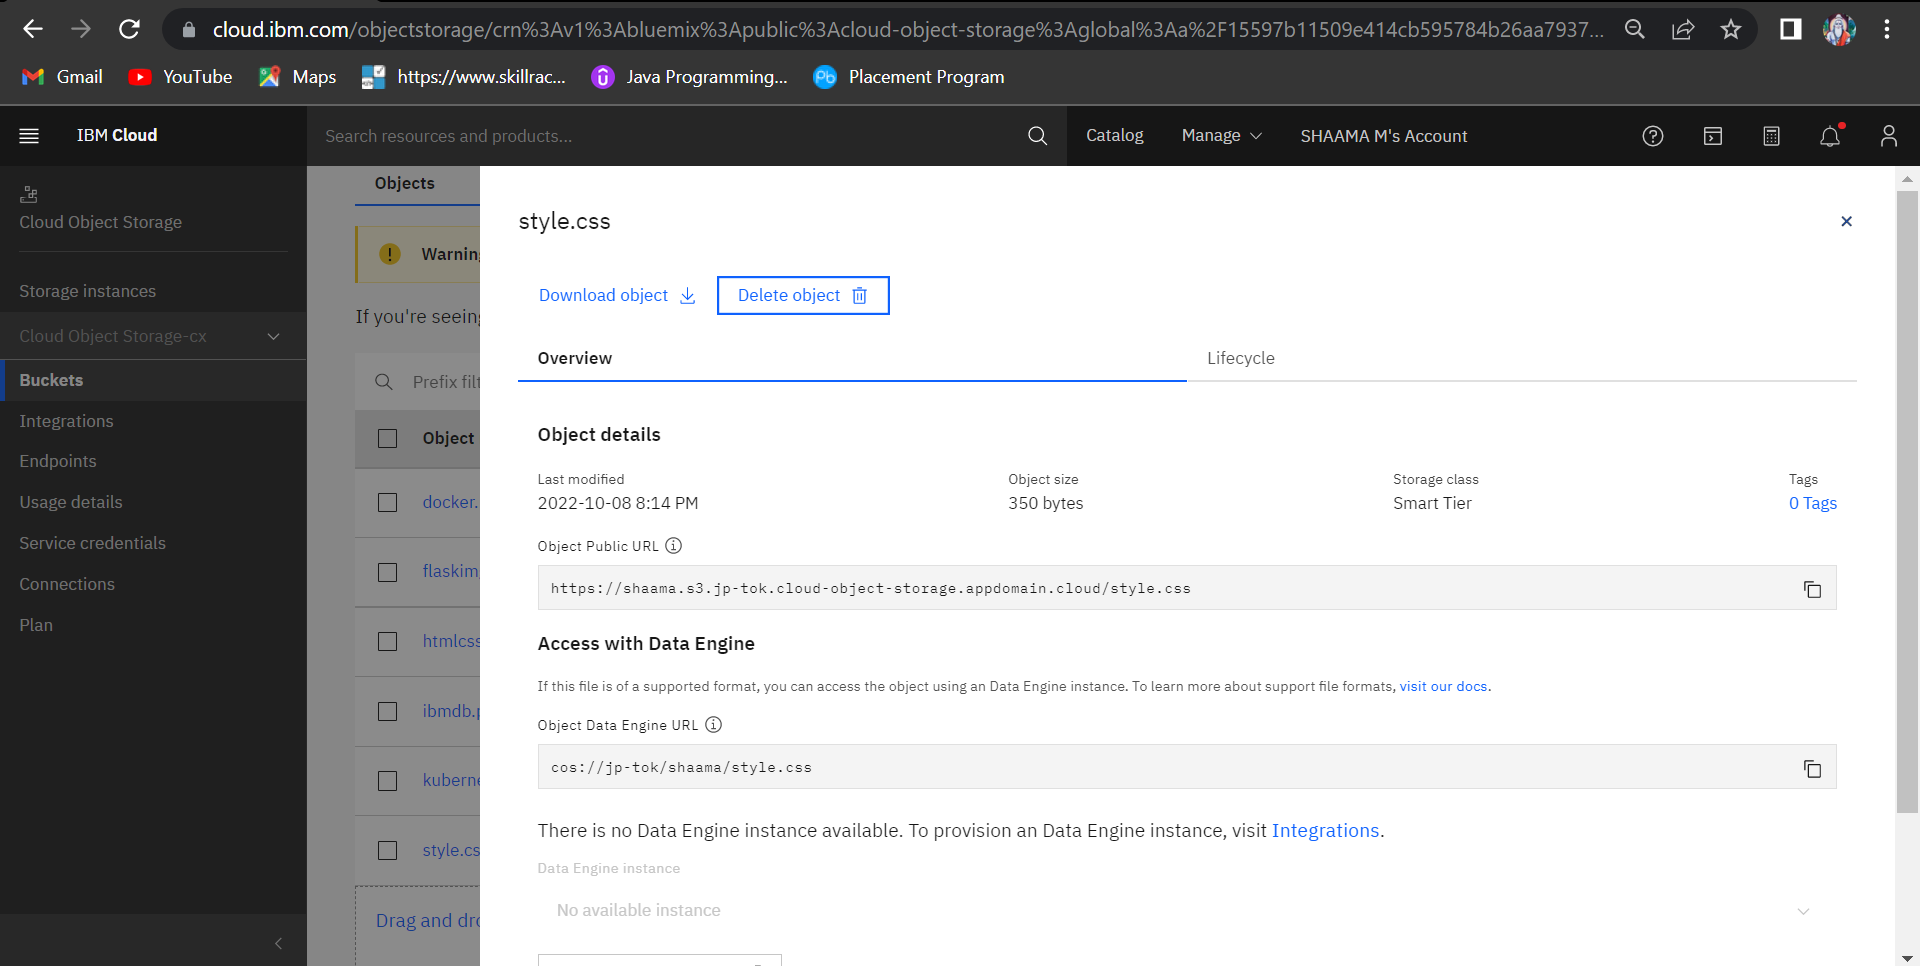 cloud.ibm.com/objectstorage/crn%3Av1%3Abluemix%3Apublic%3Acloud-object-storage%3Aglobal%3Aa%2F15597b11509e414cb595784b26aa7937...
Gmail YouTube Maps https://www.skillrac... Java Programming... Placement Program
IBM Cloud Search resources and products... Catalog Manage SHAAMA M's Account
Cloud Object Storage
Storage instances
Cloud Object Storage-cx
Buckets
Integrations
Endpoints
Usage details
Service credentials
Connections
Plan
Objects
Warning
If you're seeing
Prefix filt
Object
docker.
flaskim
htmlcss
ibmdb.p
kuberne
style.cs
Drag and dro
style.css
Download object Delete object
Overview Lifecycle
Object details
Last modified Object size Storage class Tags
2022-10-08 8:14 PM 350 bytes Smart Tier 0 Tags
Object Public URL
https://shaama.s3.jp-tok.cloud-object-storage.appdomain.cloud/style.css
Access with Data Engine
If this file is of a supported format, you can access the object using an Data Engine instance. To learn more about support file formats, visit our docs.
Object Data Engine URL
cos://jp-tok/shaama/style.css
There is no Data Engine instance available. To provision an Data Engine instance, visit Integrations.
Data Engine instance
No available instance